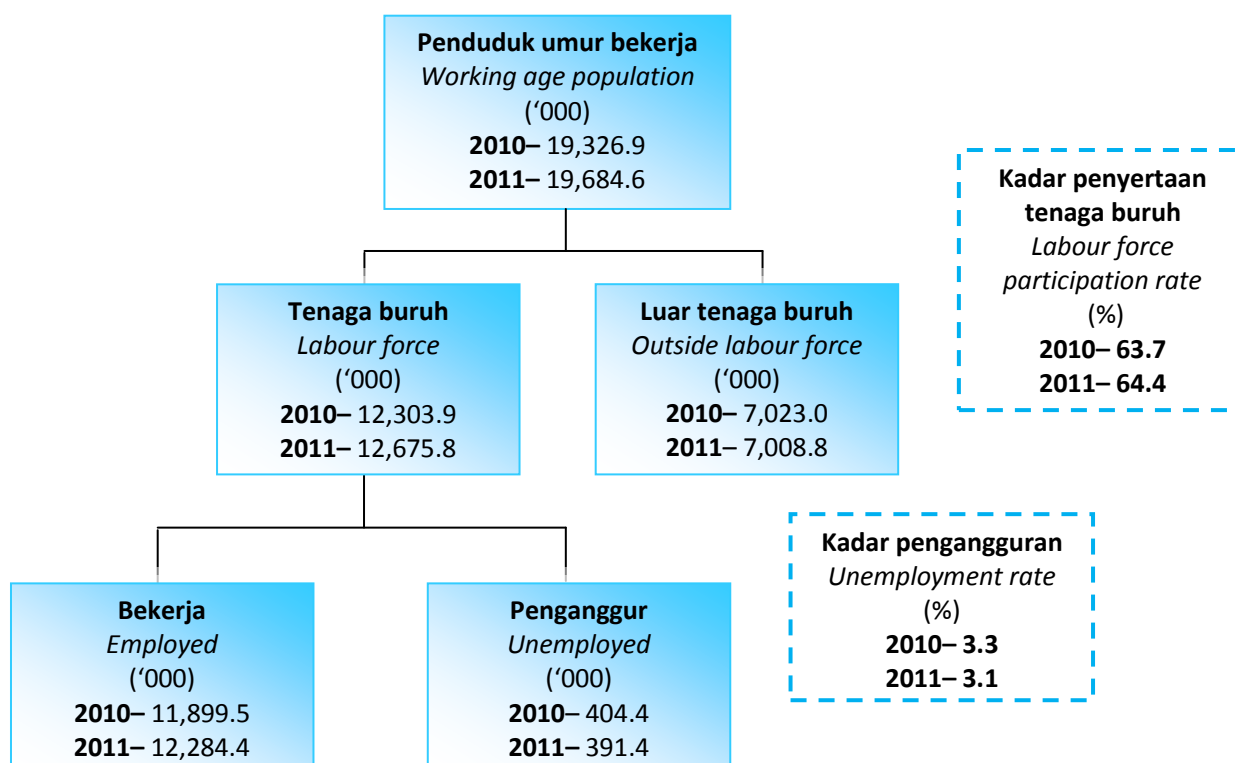 Penduduk umur bekerja
Working age population
(‘000)
2010– 19,326.9
2011– 19,684.6
Kadar penyertaan
tenaga buruh
Labour force
participation rate
(%)
2010– 63.7
2011– 64.4
Tenaga buruh
Labour force
(‘000)
2010– 12,303.9
2011– 12,675.8
Luar tenaga buruh
Outside labour force
(‘000)
2010– 7,023.0
2011– 7,008.8
Kadar pengangguran
Unemployment rate
(%)
2010– 3.3
2011– 3.1
Bekerja
Employed
(‘000)
2010– 11,899.5
2011– 12,284.4
Penganggur
Unemployed
(‘000)
2010– 404.4
2011– 391.4